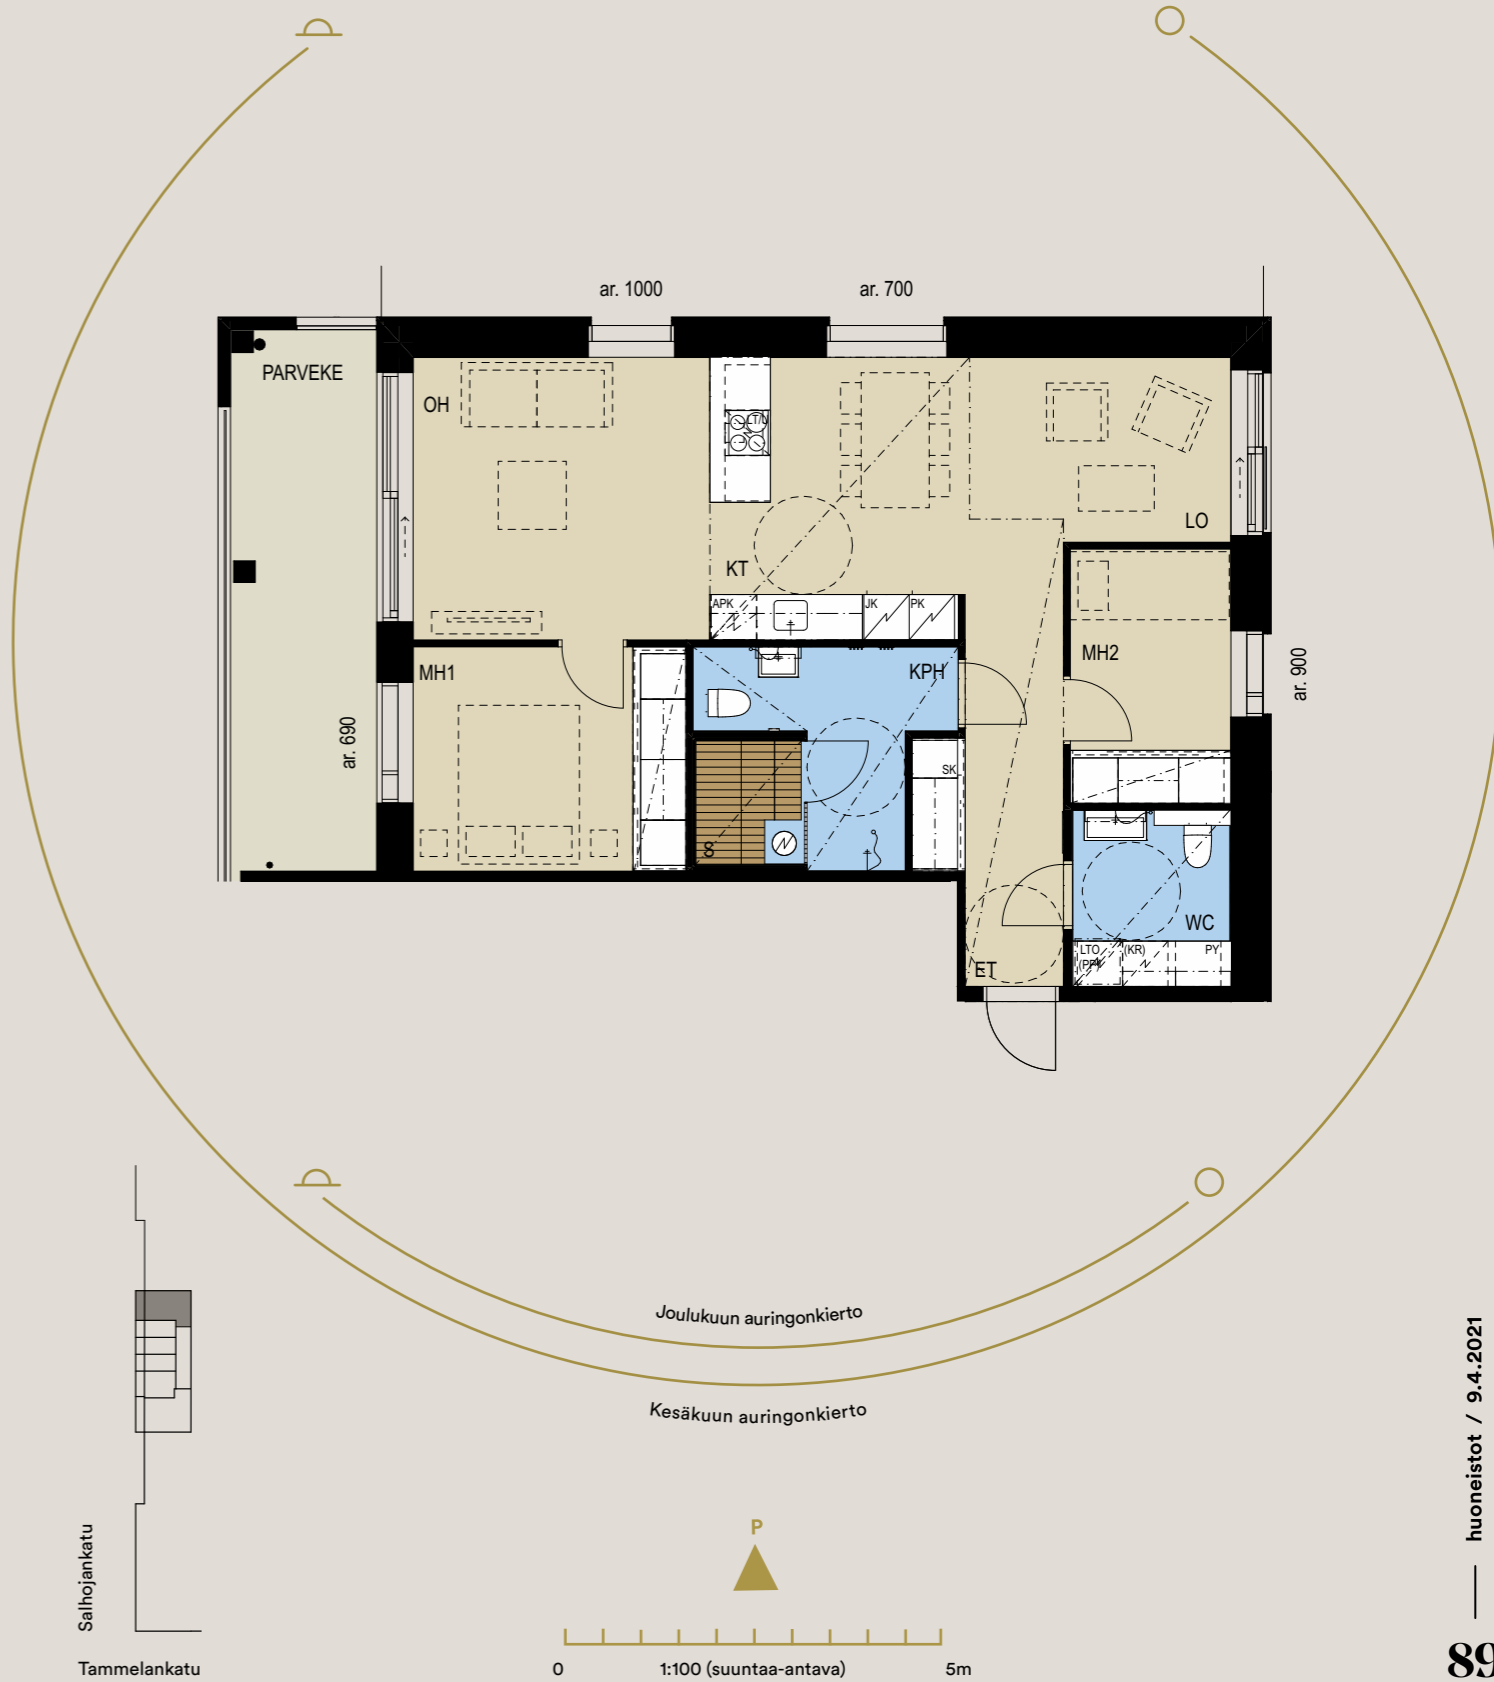 ar. 1000
ar. 700
PARVEKE
OH
LT/U
LO
KT
APK
JK
PK
MH1
KPH
MH2
ar. 900
ar. 690
SK
S
WC
ET
LTO
(PP)
(KR)
PY
Joulukuun auringonkierto
Kesäkuun auringonkierto
Salhojankatu
Tammelankatu
P
0
1:100 (suuntaa-antava)
5m
huoneistot / 9.4.2021
89